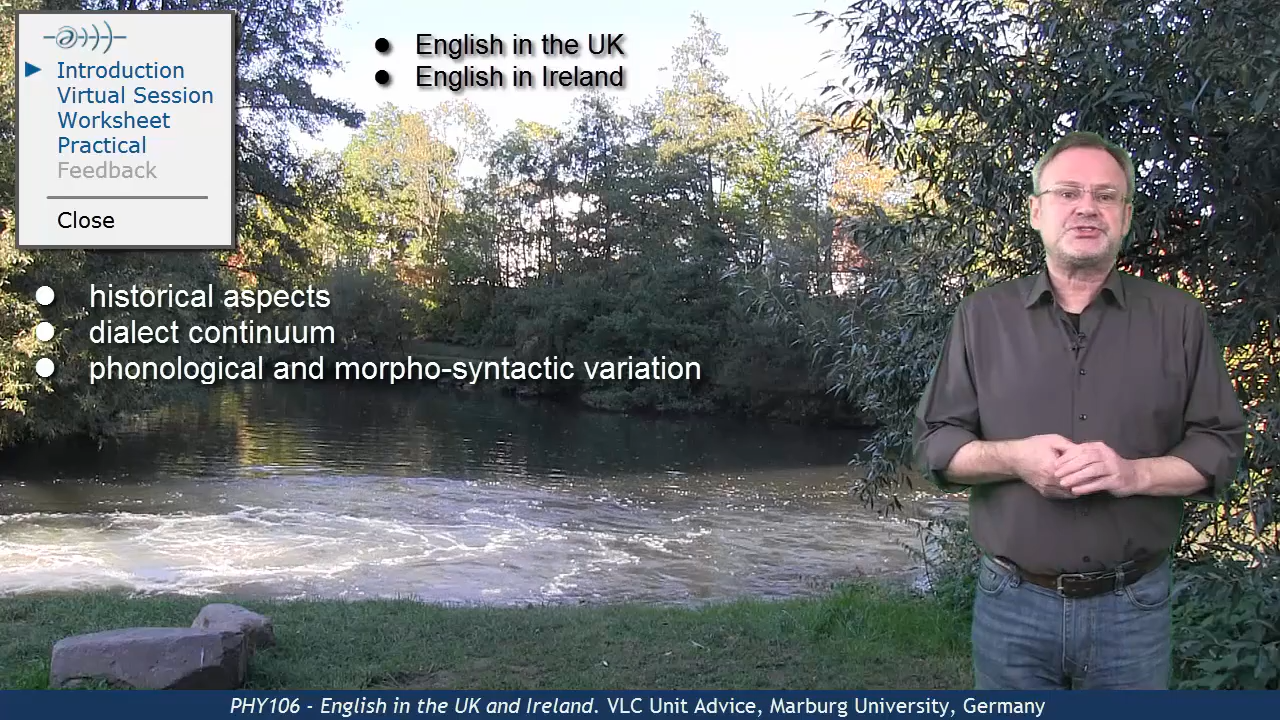 Introduction
Virtual Session
Worksheet
Practical
Feedback
Close
English in the UK
English in Ireland
historical aspects
dialect continuum
phonological and morpho-syntactic variation
PHY106 - English in the UK and Ireland. VLC Unit Advice, Marburg University, Germany